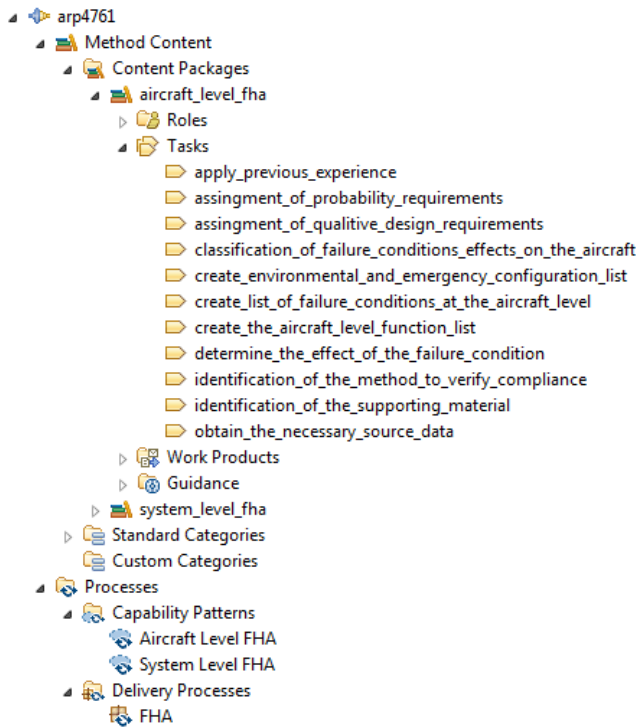 arp4761
Method Content
Content Packages
aircraft_level_fha
Roles
Tasks
apply_previous_experience
assingment_of_probability_requirements
assingment_of_qualitive_design_requirements
classification_of_failure_conditions_effects_on_the_aircraft
create_environmental_and_emergency_configuration_list
create_list_of_failure_conditions_at_the_aircraft_level
create_the_aircraft_level_function_list
determine_the_effect_of_the_failure_condition
identification_of_the_method_to_verify_compliance
identification_of_the_supporting_material
obtain_the_necessary_source_data
Work Products
Guidance
system_level_fha
Standard Categories
Custom Categories
Processes
Capability Patterns
Aircraft Level FHA
System Level FHA
Delivery Processes
FHA